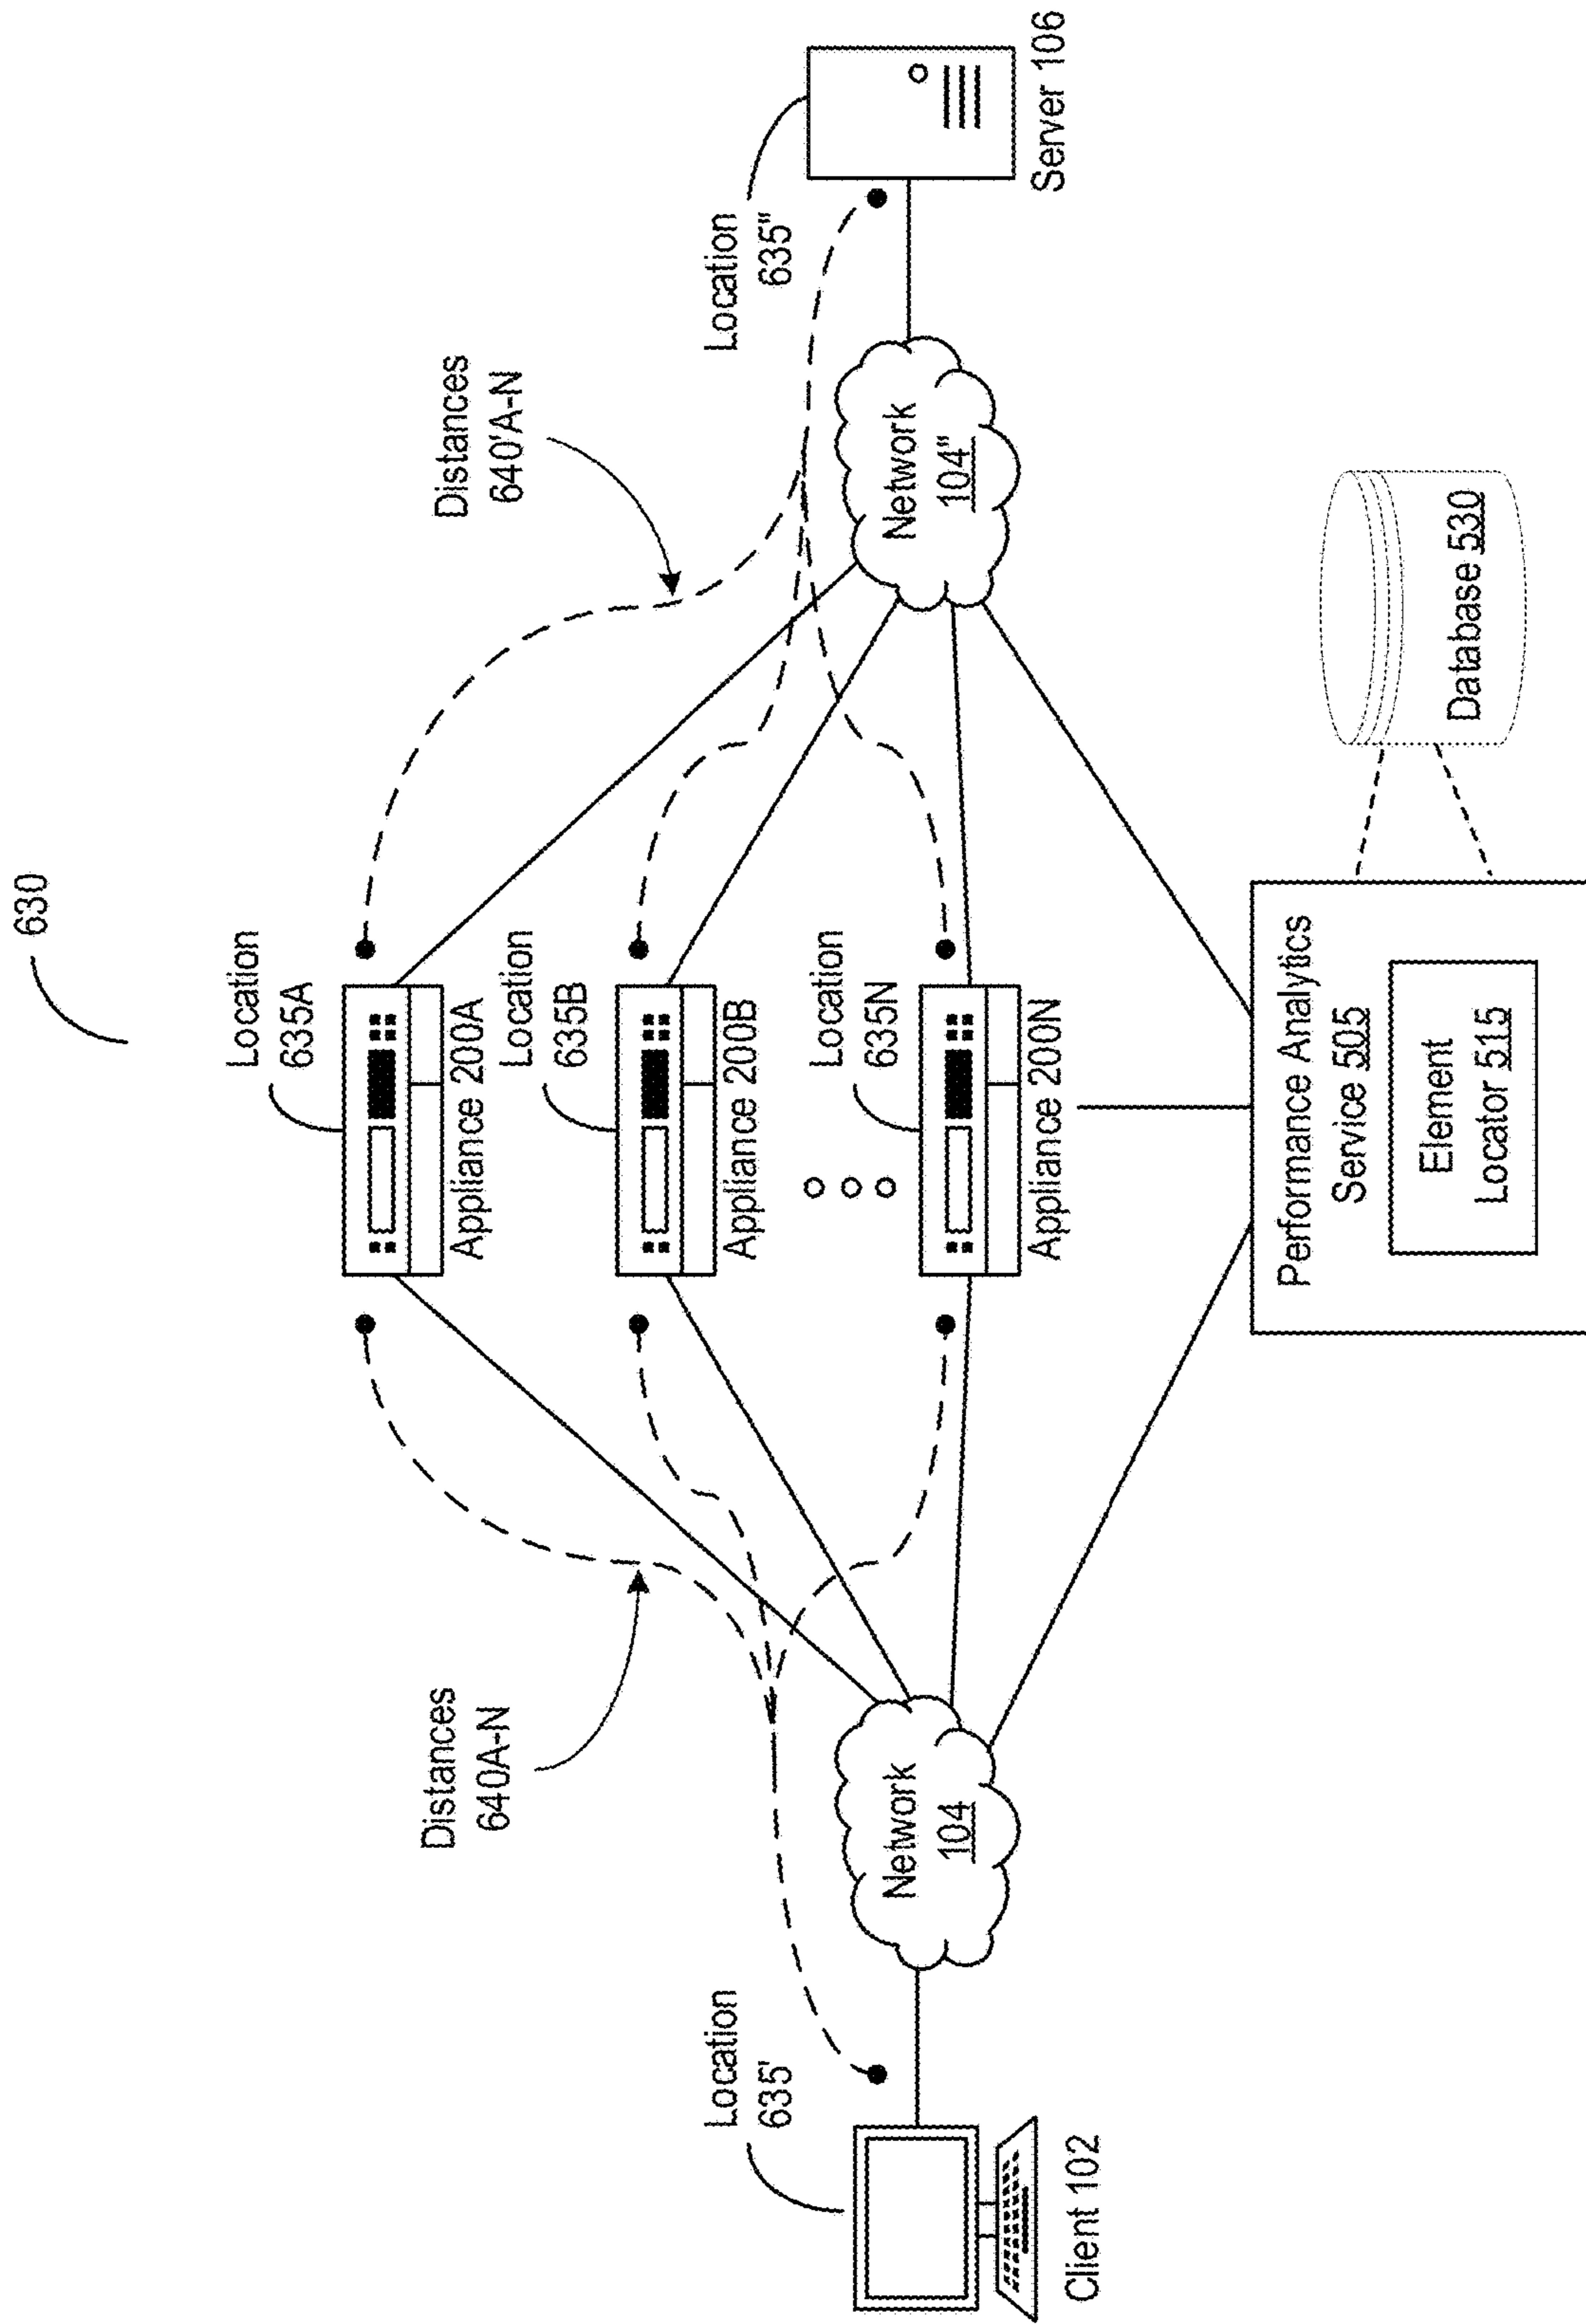 630
Location
635A
Appliance 200A
Location
635B
Appliance 200B
Location
635N
Appliance 200N
Distances
640A-N
Distances
640'A-N
Location
635'
Client 102
Network
104
Network
104"
Location
635"
Server 106
Performance Analytics
Service 505
Element
Locator 515
Database 530